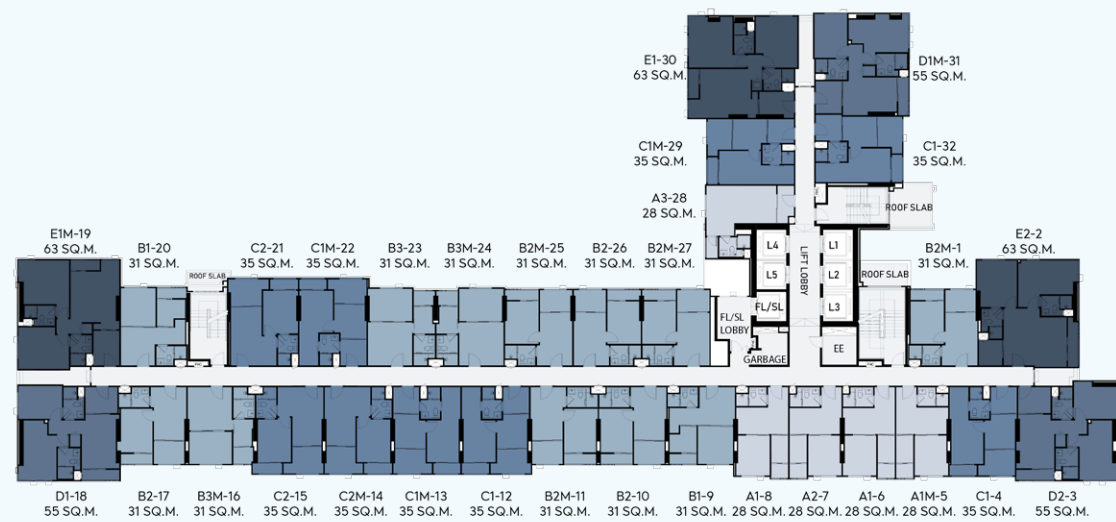 E1-30
63 SQ.M.
D1M-31
55 SQ.M.
C1M-29
35 SQ.M.
C1-32
35 SQ.M.
A3-28
28 SQ.M.
ROOF SLAB
E1M-19
63 SQ.M.
B1-20
31 SQ.M.
C2-21
35 SQ.M.
C1M-22
35 SQ.M.
B3-23
31 SQ.M.
B3M-24
31 SQ.M.
B2M-25
31 SQ.M.
B2-26
31 SQ.M.
B2M-27
31 SQ.M.
L4
L1
LIFT LOBBY
L5
L2
FL/SL
L3
FL/SL
LOBBY
GARBAGE
EE
ROOF SLAB
ROOF SLAB
B2M-1
31 SQ.M.
E2-2
63 SQ.M.
D1-18
55 SQ.M.
B2-17
31 SQ.M.
B3M-16
31 SQ.M.
C2-15
35 SQ.M.
C2M-14
35 SQ.M.
C1M-13
35 SQ.M.
C1-12
35 SQ.M.
B2M-11
31 SQ.M.
B2-10
31 SQ.M.
B1-9
31 SQ.M.
A1-8
28 SQ.M.
A2-7
28 SQ.M.
A1-6
28 SQ.M.
A1M-5
28 SQ.M.
C1-4
35 SQ.M.
D2-3
55 SQ.M.